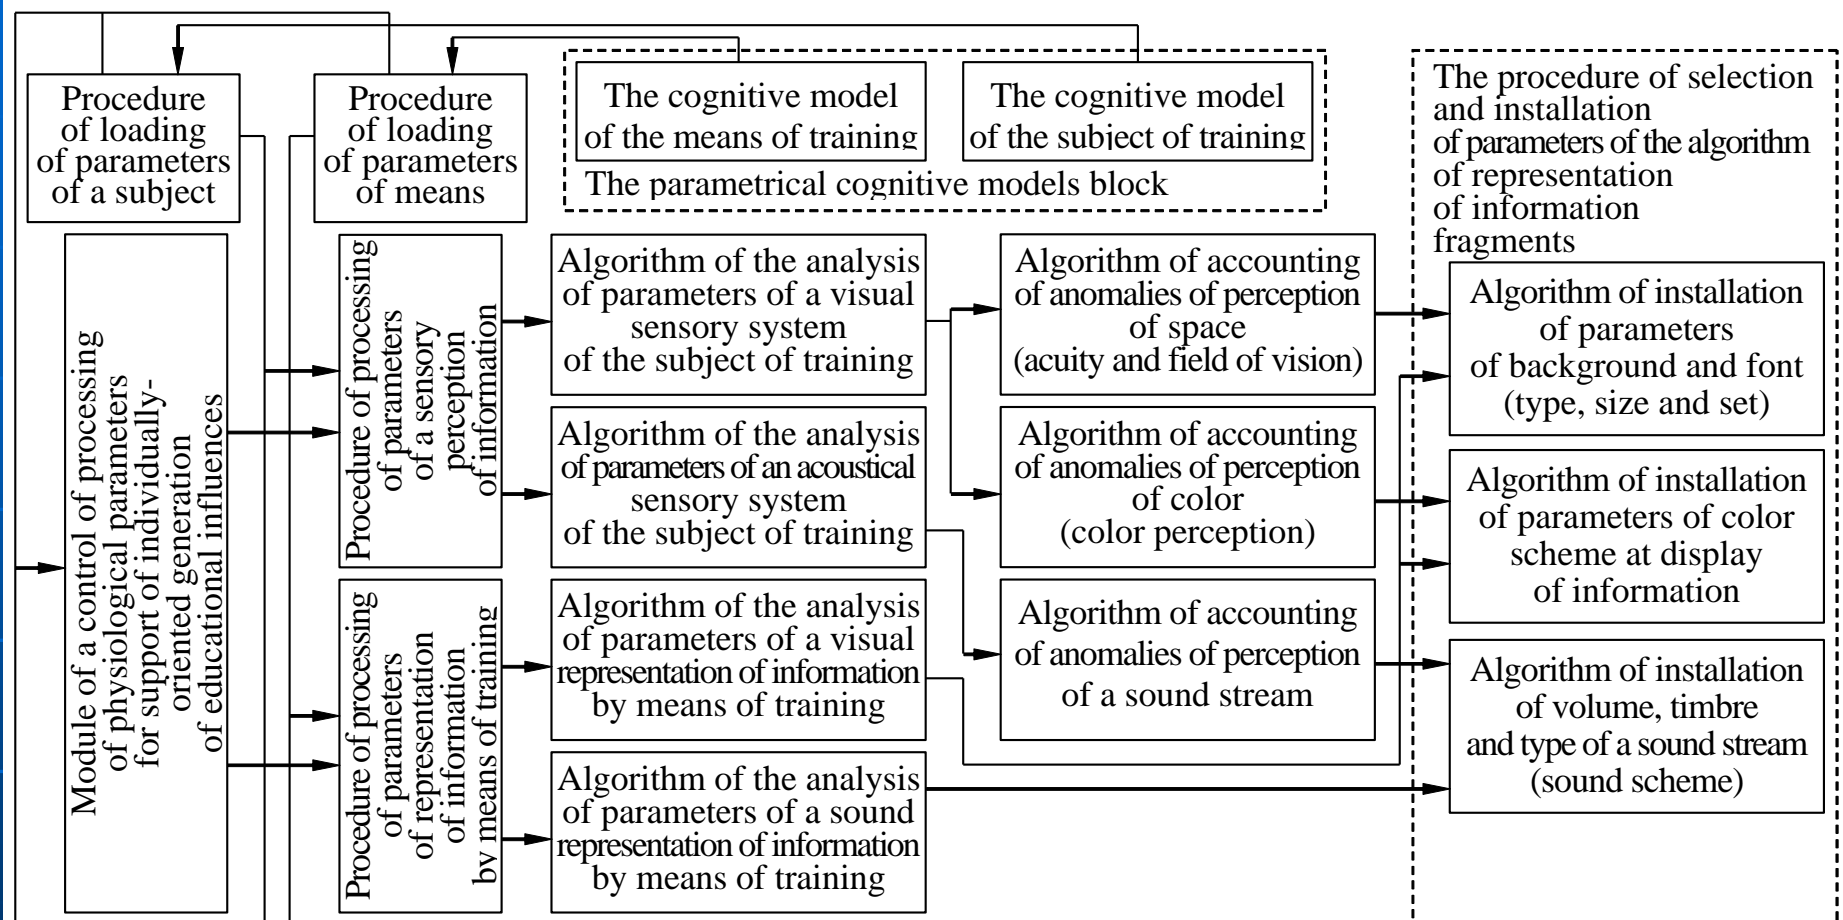 Procedure
of loading
of parameters
of a subject
Procedure
of loading
of parameters
of means
The cognitive model
of the means of training
The cognitive model
of the subject of training
The parametrical cognitive models block
The procedure of selection
and installation
of parameters of the algorithm
of representation
of information
fragments
Module of a control of processing
of physiological parameters
for support of individually-
oriented generation
of educational influences
Procedure of processing
of parameters
of a sensory
perception
of information
Procedure of processing
of parameters
of representation
of information
by means of training
Algorithm of the analysis
of parameters of a visual
sensory system
of the subject of training
Algorithm of the analysis
of parameters of an acoustical
sensory system
of the subject of training
Algorithm of the analysis
of parameters of a visual
representation of information
by means of training
Algorithm of the analysis
of parameters of a sound
representation of information
by means of training
Algorithm of accounting
of anomalies of perception
of space
(acuity and field of vision)
Algorithm of accounting
of anomalies of perception
of color
(color perception)
Algorithm of accounting
of anomalies of perception
of a sound stream
Algorithm of installation
of parameters
of background and font
(type, size and set)
Algorithm of installation
of parameters of color
scheme at display
of information
Algorithm of installation
of volume, timbre
and type of a sound stream
(sound scheme)